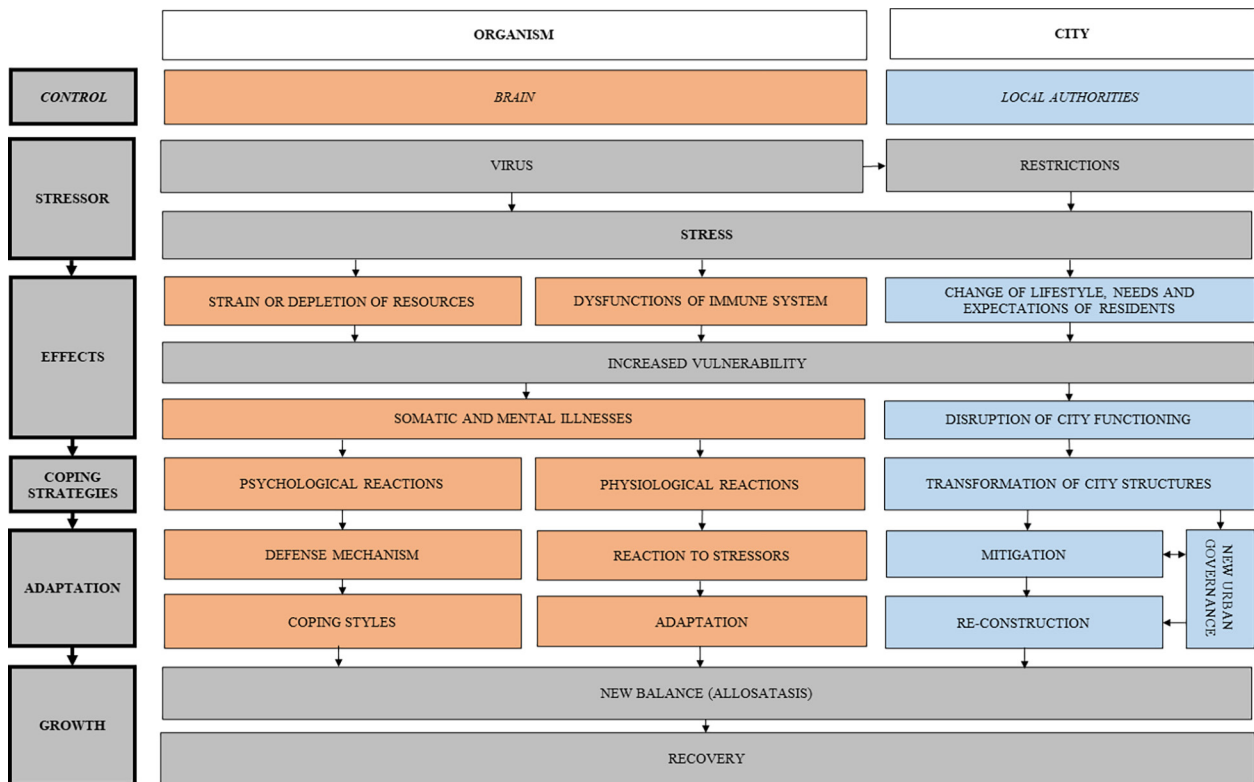 ORGANISM
CITY
CONTROL
BRAIN
LOCAL AUTHORITIES
STRESSOR
VIRUS
RESTRICTIONS
STRESS
EFFECTS
STRAIN OR DEPLETION OF RESOURCES
DYSFUNCTIONS OF IMMUNE SYSTEM
CHANGE OF LIFESTYLE, NEEDS AND
EXPECTATIONS OF RESIDENTS
INCREASED VULNERABILITY
SOMATIC AND MENTAL ILLNESSES
DISRUPTION OF CITY FUNCTIONING
COPING
STRATEGIES
PSYCHOLOGICAL REACTIONS
PHYSIOLOGICAL REACTIONS
TRANSFORMATION OF CITY STRUCTURES
ADAPTATION
DEFENSE MECHANISM
REACTION TO STRESSORS
MITIGATION
NEW URBAN
GOVERNANCE
COPING STYLES
ADAPTATION
RE-CONSTRUCTION
GROWTH
NEW BALANCE (ALLOSATASIS)
RECOVERY